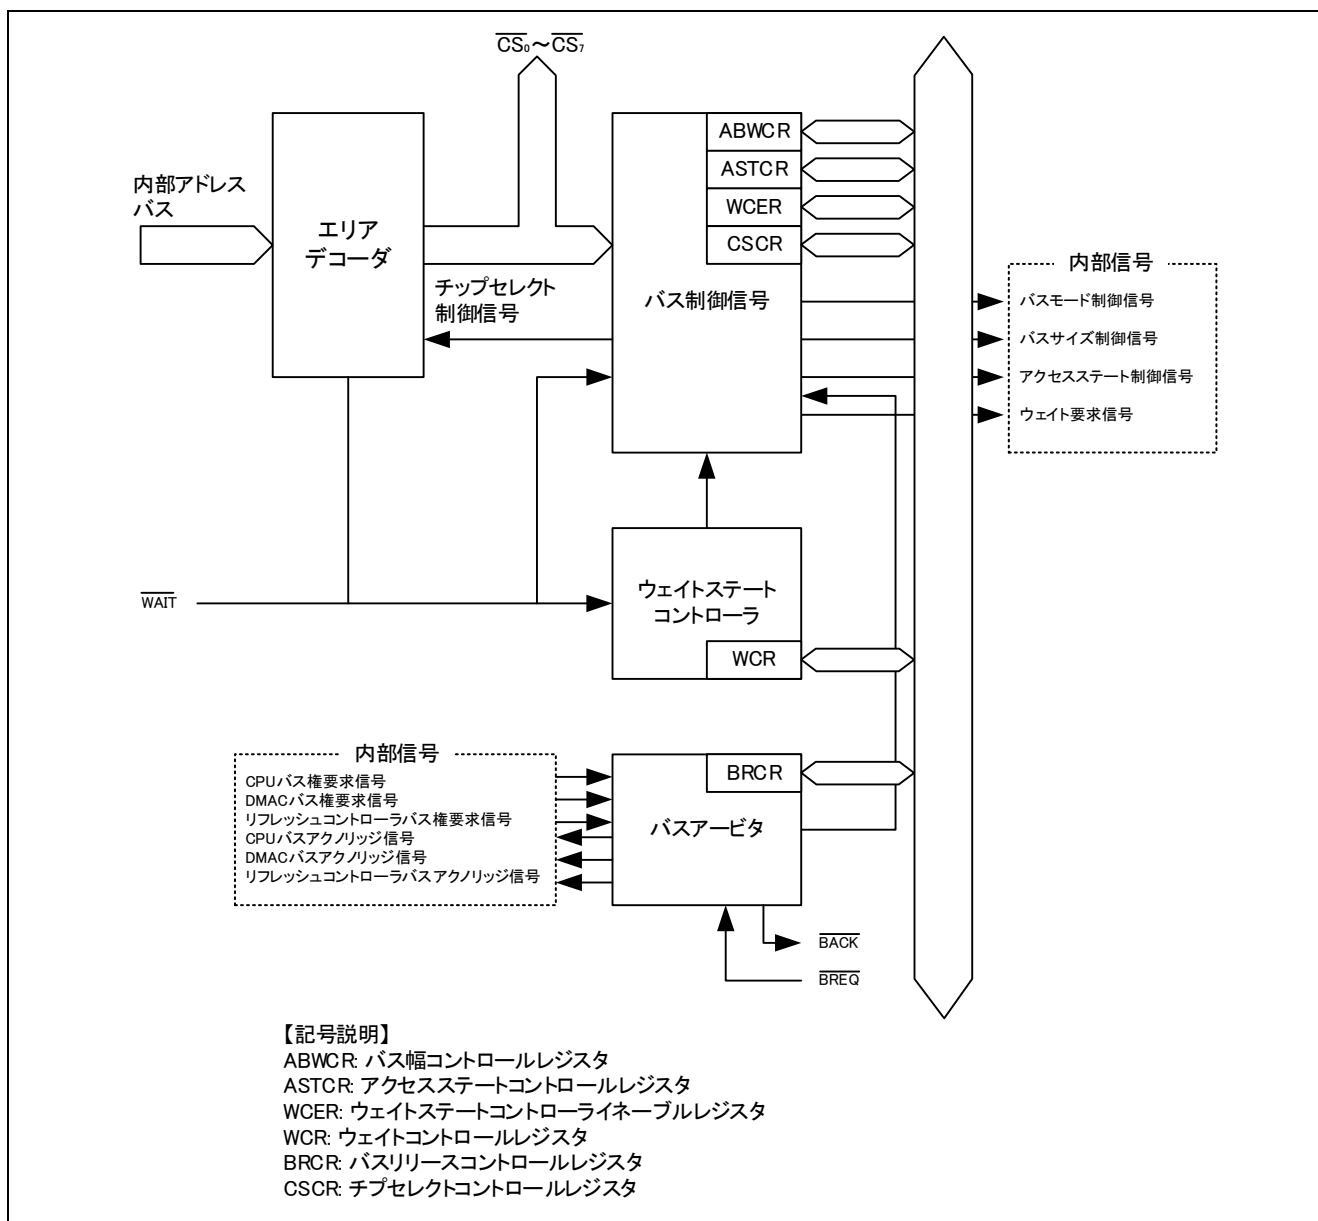 CS0～CS7
ABWCR
ASTCR
WCER
CSCR
内部アドレス
バス
エリア
デコーダ
チップセレクト
制御信号
バス制御信号
内部信号
バスモード制御信号
バスサイズ制御信号
アクセスステート制御信号
ウェイト要求信号
WAIT
ウェイトステート
コントローラ
WCR
内部信号
CPUバス権要求信号
DMACバス権要求信号
リフレッシュコントローラバス権要求信号
CPUバスアクノリッジ信号
DMACバスアクノリッジ信号
リフレッシュコントローラバスアクノリッジ信号
BRCR
バスアービタ
BACK
BREQ
【記号説明】
ABWCR: バス幅コントロールレジスタ
ASTCR: アクセスステートコントロールレジスタ
WCER: ウェイトステートコントローライネーブルレジスタ
WCR: ウェイトコントロールレジスタ
BRCR: バスリリースコントロールレジスタ
CSCR: チプセレクトコントロールレジスタ